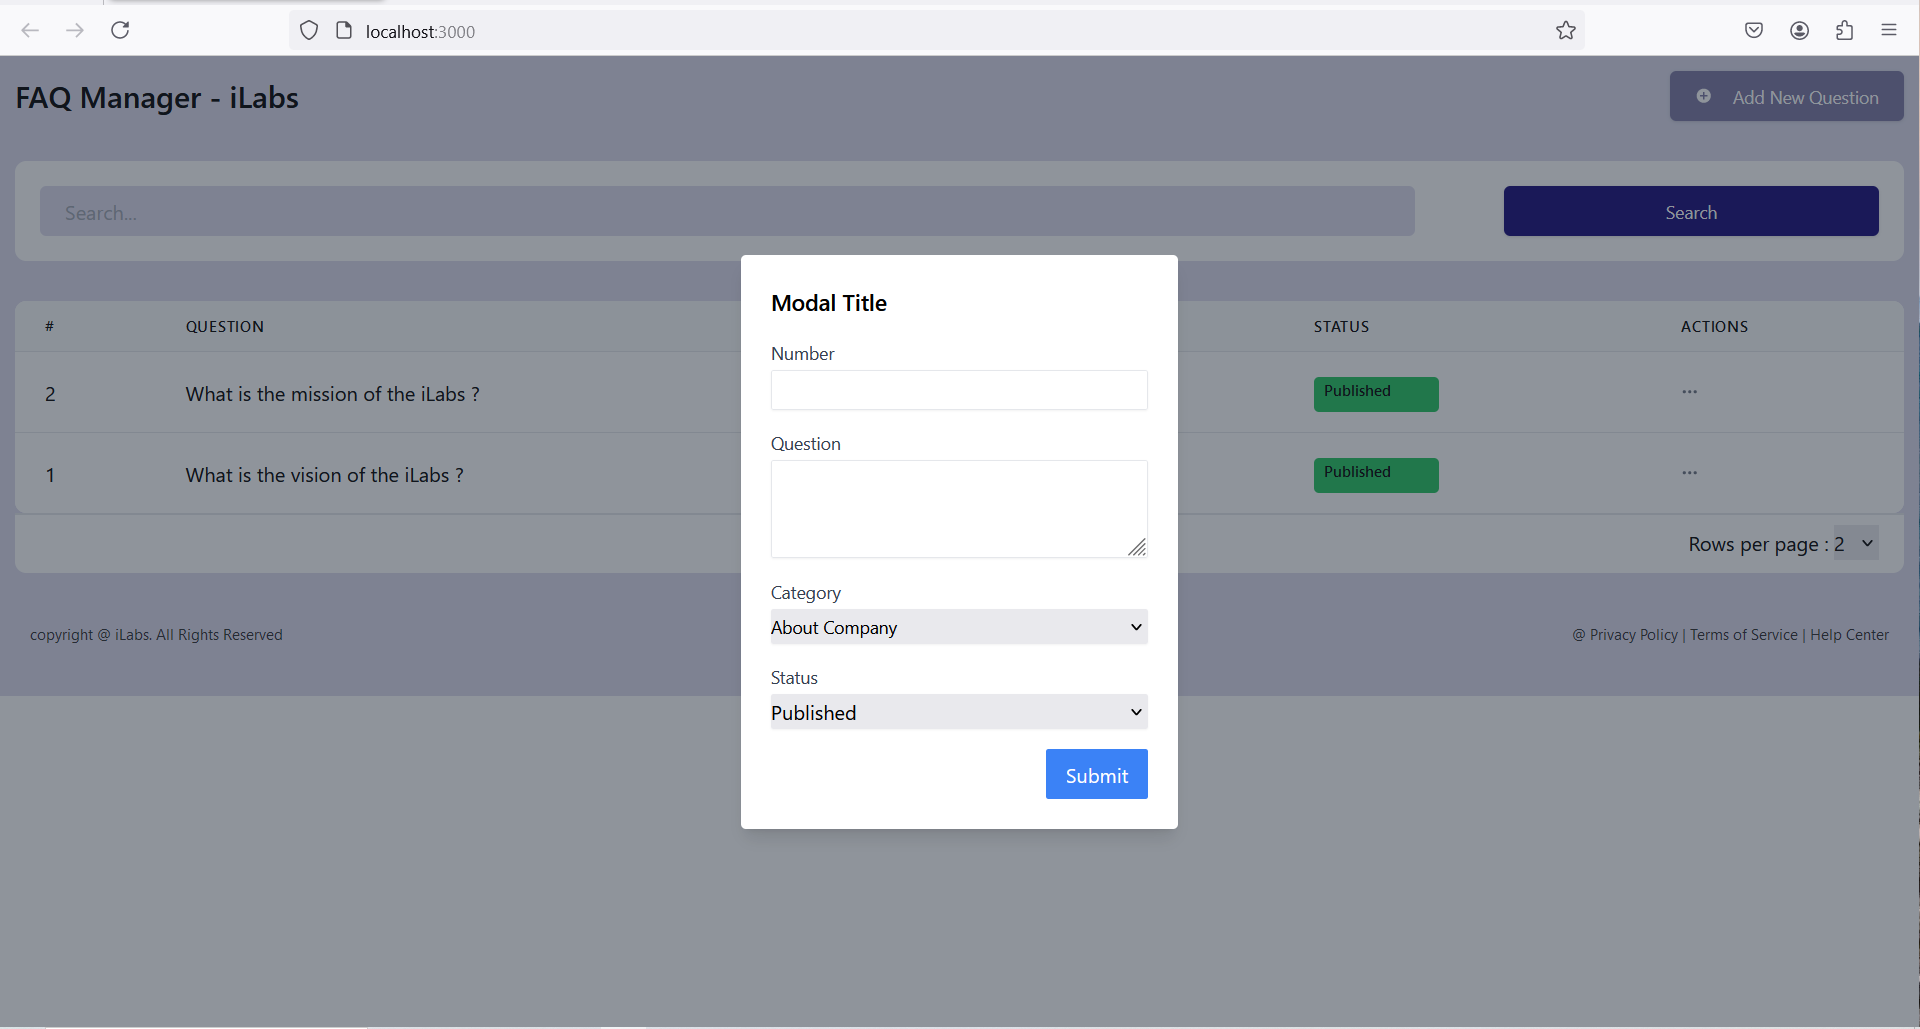 localhost:3000
FAQ Manager - iLabs
Add New Question
Search...
Search
# QUESTION STATUS ACTIONS
2 What is the mission of the iLabs ? Published ...
1 What is the vision of the iLabs ? Published ...
Rows per page : 2
copyright @ iLabs. All Rights Reserved
@ Privacy Policy | Terms of Service | Help Center
Modal Title
Number
Question
Category
About Company
Status
Published
Submit